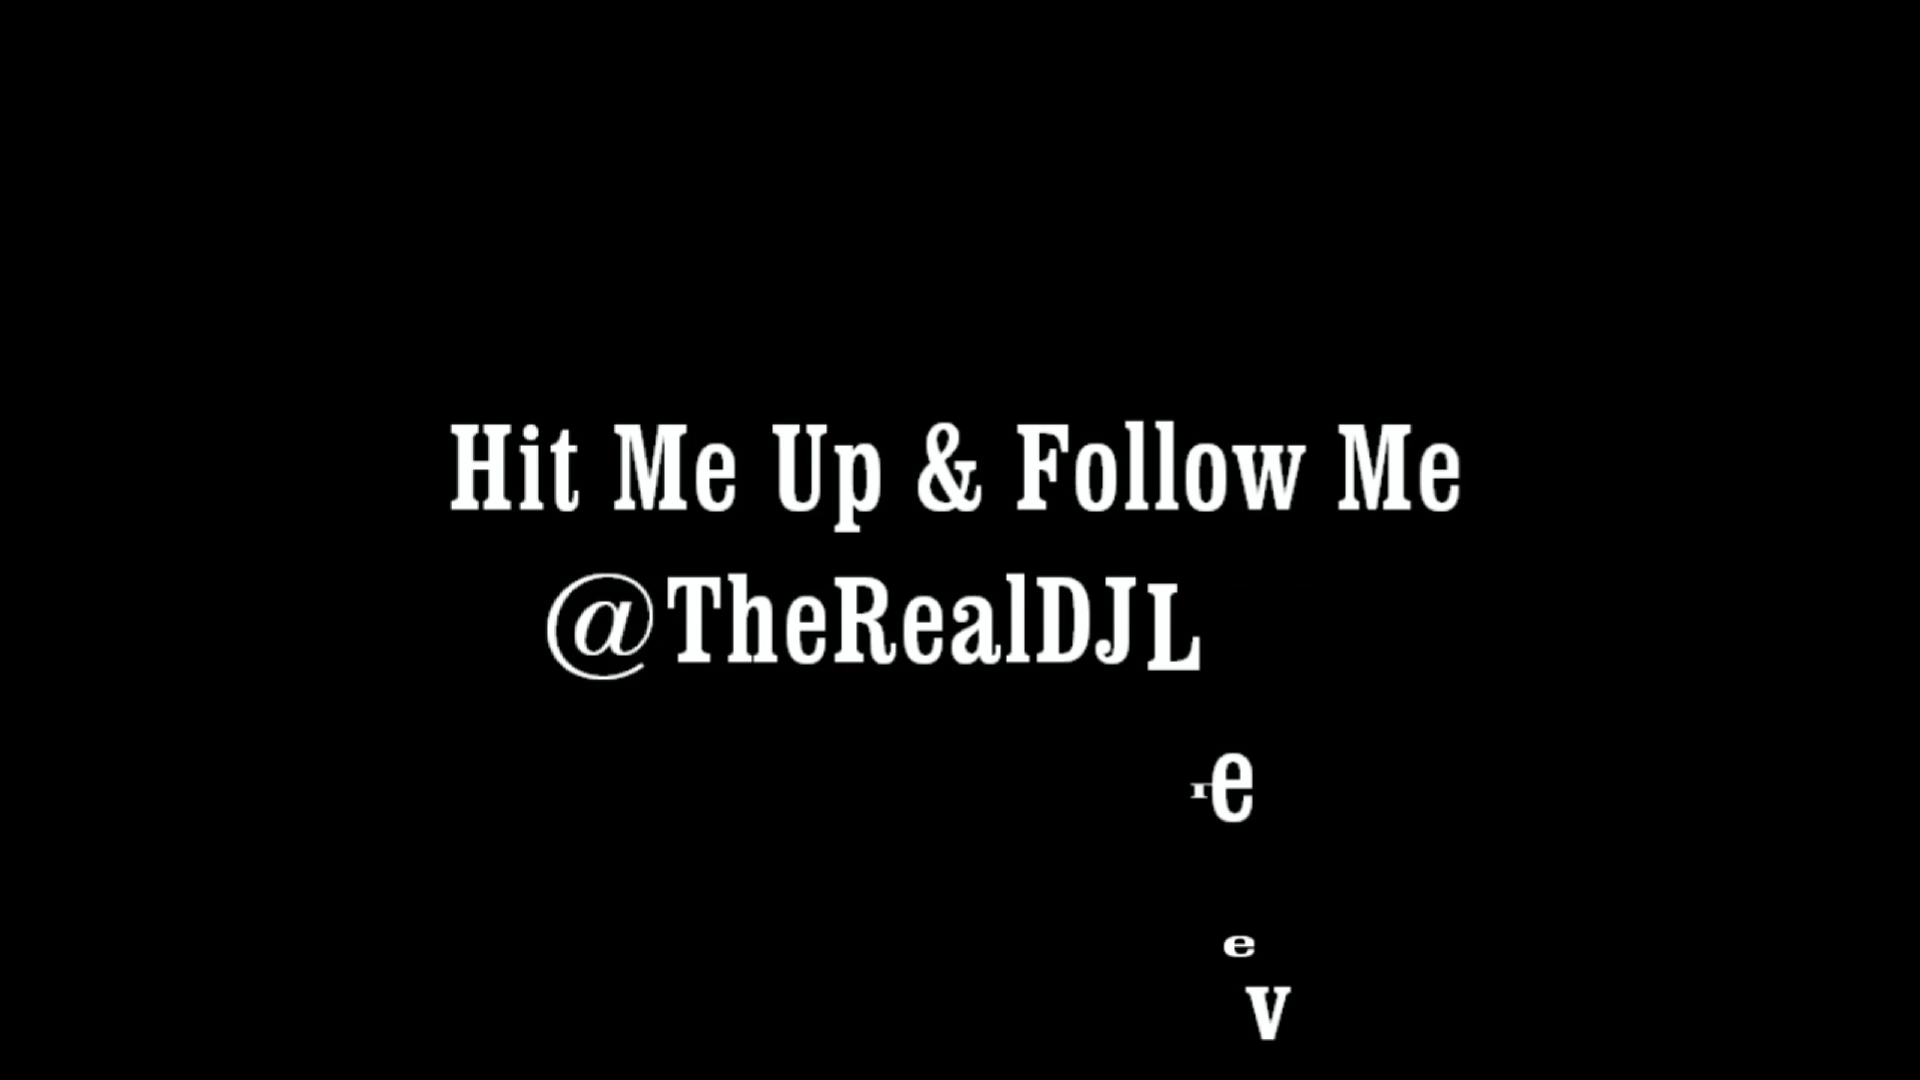 Hit Me Up & Follow Me
@TheRealDJL
r e
e
v